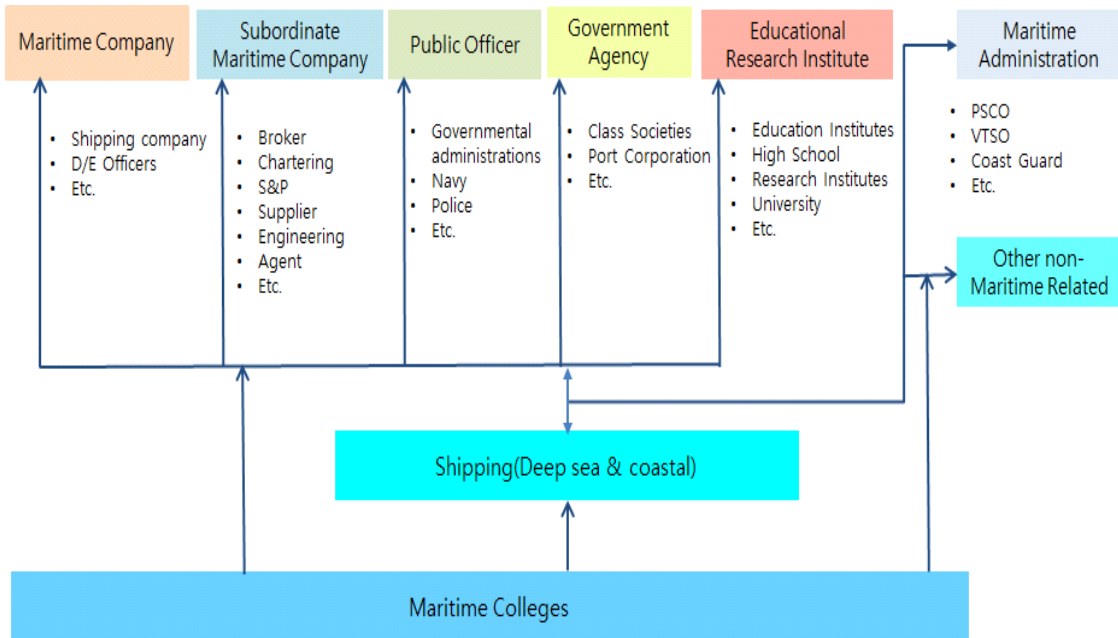 Maritime Company
Subordinate
Maritime Company
Public Officer
Government
Agency
Educational
Research Institute
Maritime
Administration
• Shipping company
• D/E Officers
• Etc.
• Broker
• Chartering
• S&P
• Supplier
• Engineering
• Agent
• Etc.
• Governmental
administrations
• Navy
• Police
• Etc.
• Class Societies
• Port Corporation
• Etc.
• Education Institutes
• High School
• Research Institutes
• University
• Etc.
• PSCO
• VTSO
• Coast Guard
• Etc.
Other non-
Maritime Related
Shipping(Deep sea & coastal)
Maritime Colleges